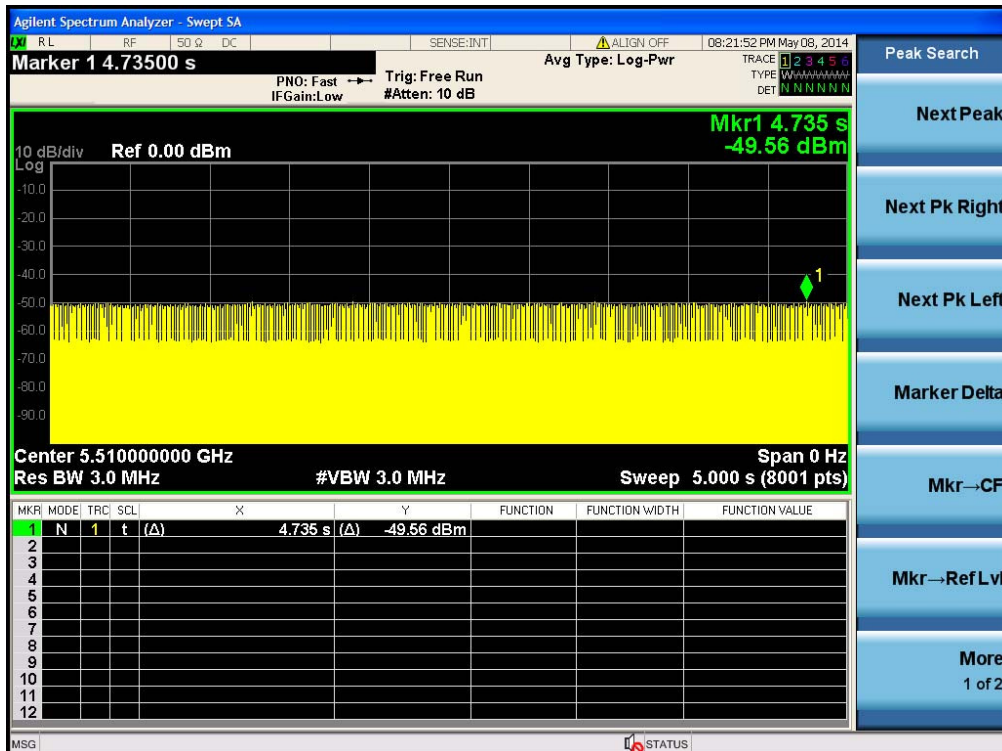 Agilent Spectrum Analyzer - Swept SA
LXI RL RF 50 Ω DC SENSE:INT ALIGN OFF 08:21:52 PM May 08, 2014
Marker 1 4.73500 s
PNO: Fast
IFGain:Low
Trig: Free Run
#Atten: 10 dB
Avg Type: Log-Pwr
TRACE 1 2 3 4 5 6
TYPE WWWWWW
DET N N N N N N
Mkr1 4.735 s
-49.56 dBm
10 dB/div Ref 0.00 dBm
Log
-10.0
-20.0
-30.0
-40.0
1
-50.0
-60.0
-70.0
-80.0
-90.0
Center 5.510000000 GHz Span 0 Hz
Res BW 3.0 MHz #VBW 3.0 MHz Sweep 5.000 s (8001 pts)
MKR MODE TRC SCL X Y FUNCTION FUNCTION WIDTH FUNCTION VALUE
1 N 1 t (Δ) 4.735 s (Δ) -49.56 dBm
2
3
4
5
6
7
8
9
10
11
12
MSG STATUS
Peak Search
Next Peak
Next Pk Right
Next Pk Left
Marker Delta
Mkr→CF
Mkr→Ref Lvl
More
1 of 2